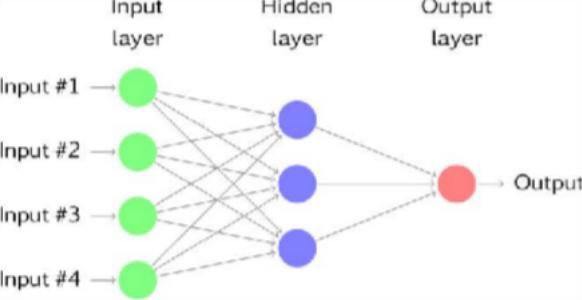 Input
layer
Hidden
layer
Output
layer
Input #1
Input #2
Input #3
Input #4
Output